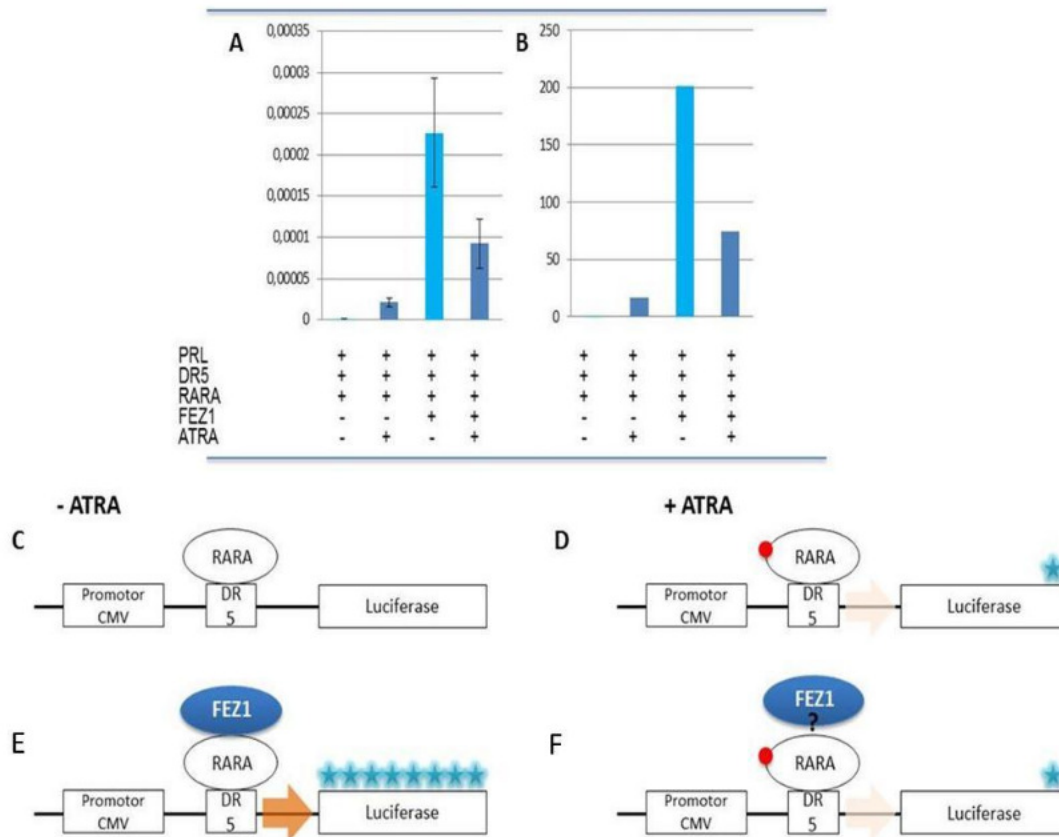 A
0,00035
0,0003
0,00025
0,0002
0,00015
0,0001
0,00005
0
B
250
200
150
100
50
0
PRL + + + + + + + +
DR5 + + + + + + + +
RARA + + + + + + + +
FEZ1 - - + + - - + +
ATRA - + - + - + - +
- ATRA
+ ATRA
C
RARA
Promotor
CMV
DR
5
Luciferase
D
RARA
Promotor
CMV
DR
5
Luciferase
E
FEZ1
RARA
Promotor
CMV
DR
5
Luciferase
F
FEZ1
?
RARA
Promotor
CMV
DR
5
Luciferase